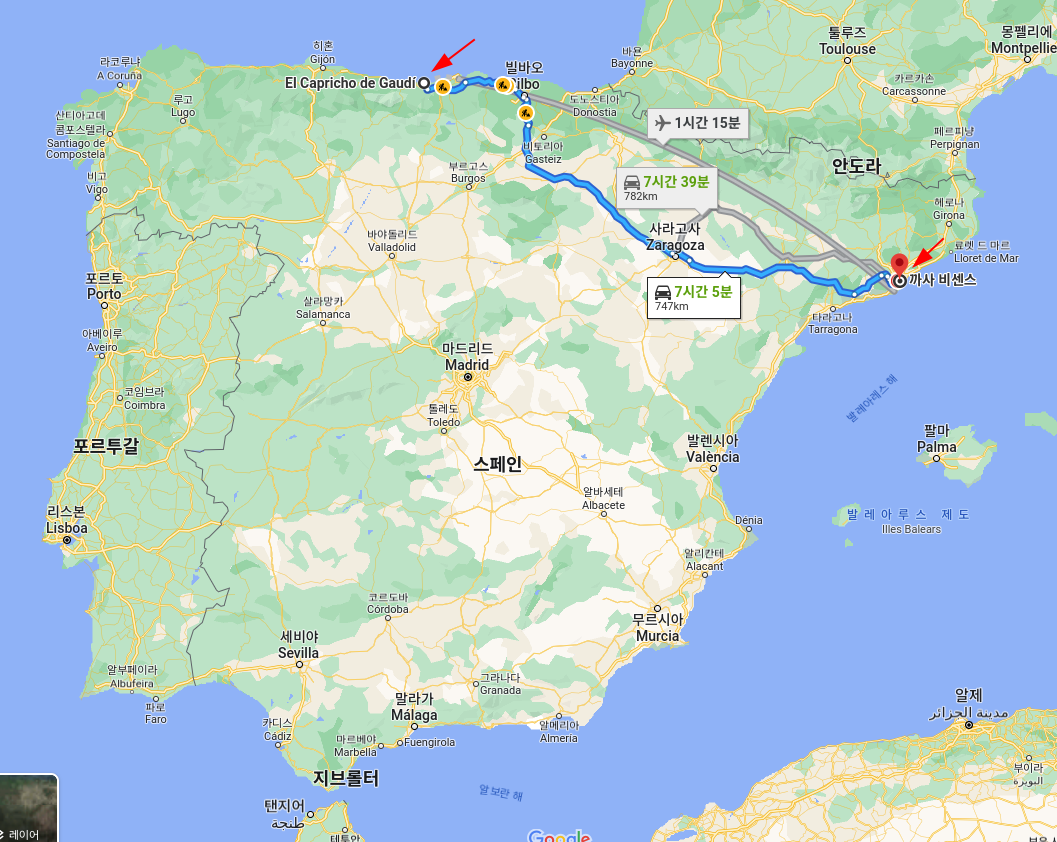 몽펠리에
Montpellie
툴루즈
Toulouse
히혼
Gijón
바욘
Bayonne
라코루냐
A Coruña
빌바오
Bilbo
El Capricho de Gaudí
카르카손
Carcassonne
루고
Lugo
도노스티아
Donostia
산티아고데
콤포스텔라
Santiago de
Compostela
1시간 15분
페르피냥
Perpignan
비토리아
Gasteiz
안도라
부르고스
Burgos
비고
Vigo
7시간 39분
782km
헤로나
Girona
사라고사
Zaragoza
바야돌리드
Valladolid
료렛 드 마르
Lloret de Mar
까사 비센스
포르토
Porto
7시간 5분
747km
살라망카
Salamanca
타라고나
Tarragona
아베이루
Aveiro
마드리드
Madrid
코임브라
Coimbra
발레아레스 해
톨레도
Toledo
포르투갈
발렌시아
València
팔마
Palma
스페인
알바세테
Albacete
리스본
Lisboa
발레아루스 제도
Illes Balears
Dénia
알리칸테
Alacant
코르도바
Córdoba
무르시아
Murcia
세비야
Sevilla
알부페이라
Albufeira
그라나다
Granada
파로
Faro
말라가
Málaga
알제
مدينة الجزائر
카디스
Cádiz
알메리아
Almería
마르베야
Marbella
Fuengirola
지브롤터
부이라
البويرة
알보란 해
탠지어
طنجة
레이어
테투안
Google